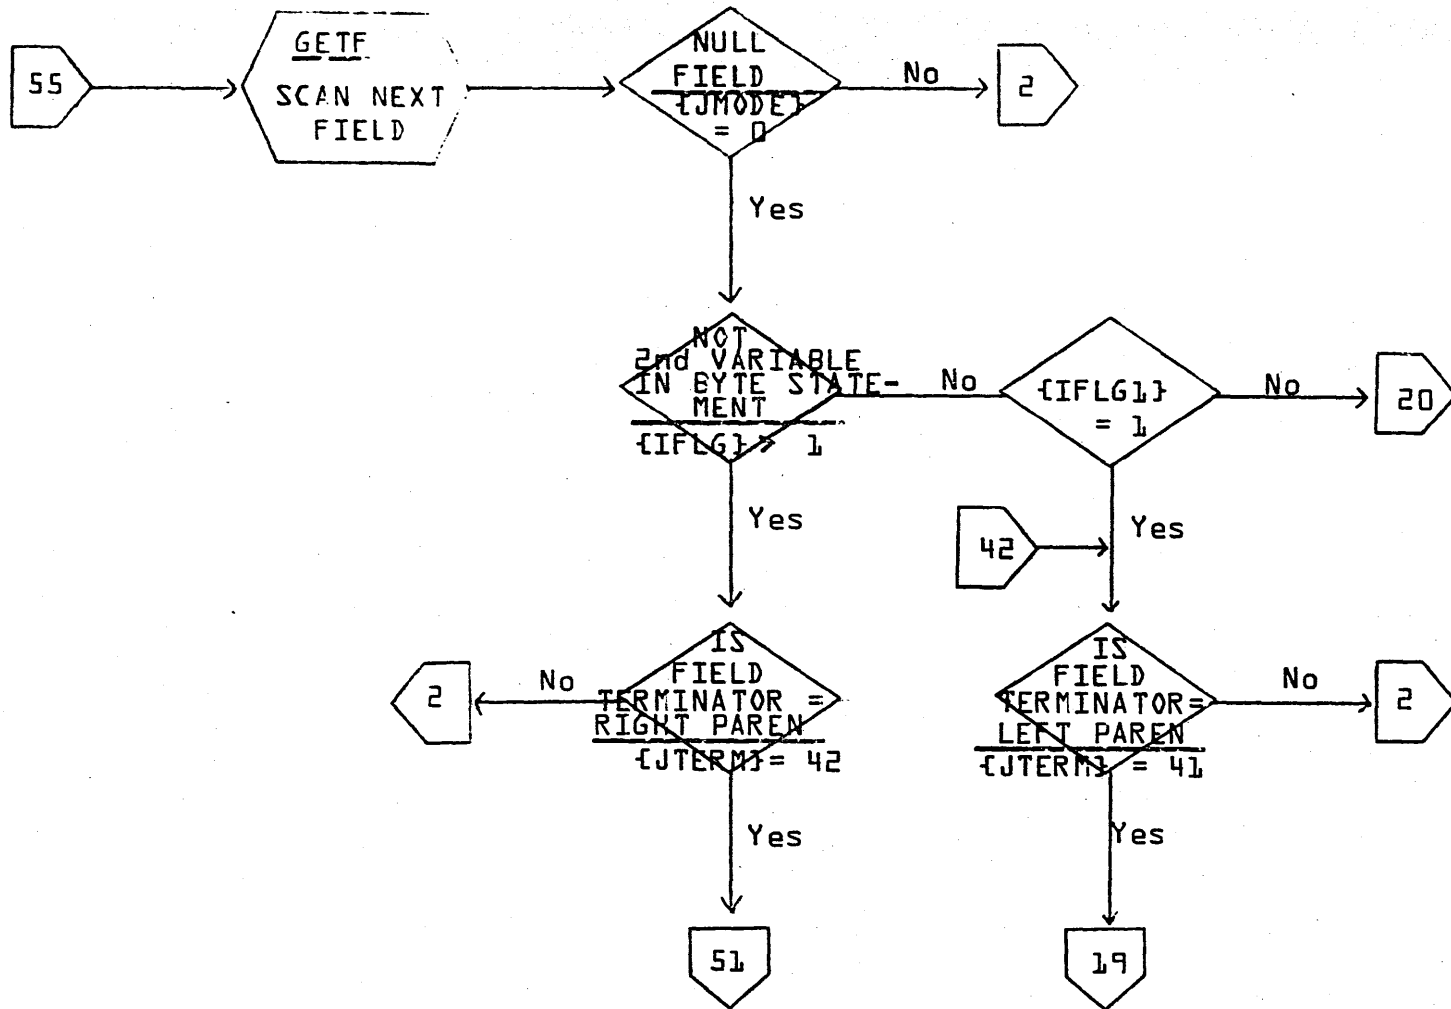 55
GETF
SCAN NEXT
FIELD
NULL
FIELD
{JMODE}
= 0
No
2
Yes
NOT
2nd VARIABLE
IN BYTE STATE-
MENT
{IFLG} > 1
No
{IFLG1}
= 1
No
20
Yes
42
Yes
IS
FIELD
TERMINATOR =
RIGHT PAREN
{JTERM} = 42
No
2
IS
FIELD
TERMINATOR=
LEFT PAREN
{JTERM} = 41
No
2
Yes
Yes
51
19